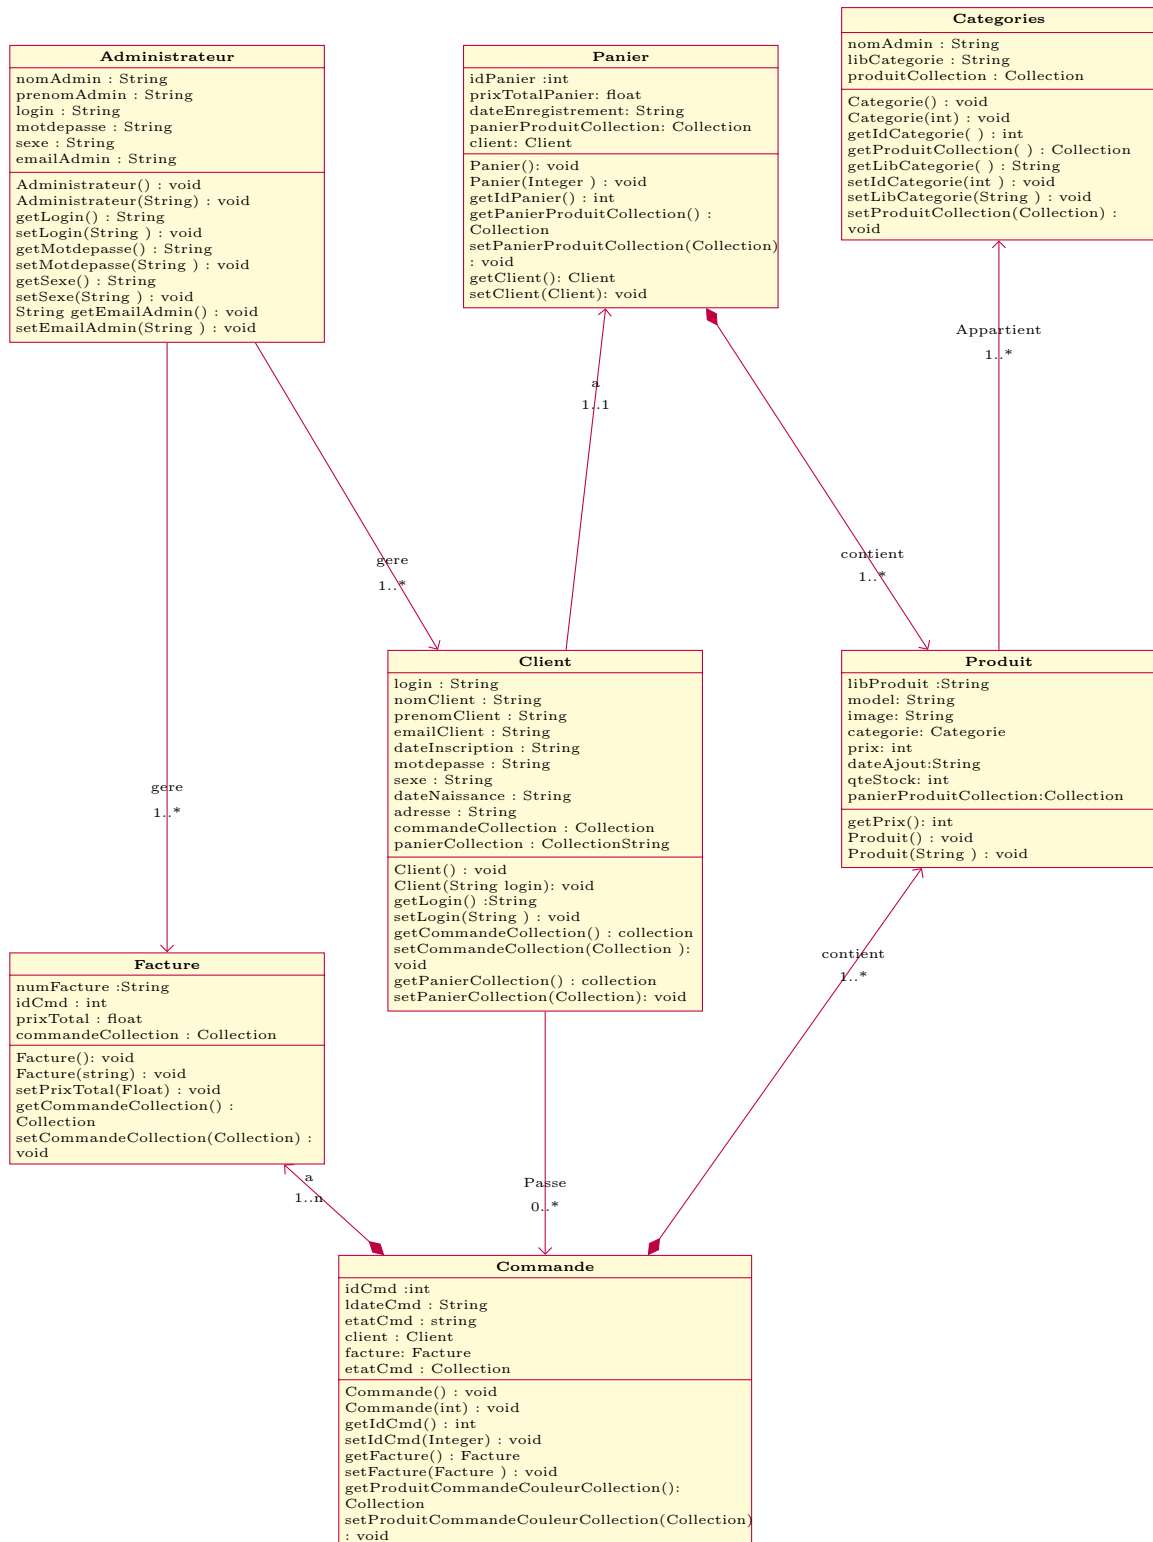 Administrateur
nomAdmin : String
prenomAdmin : String
login : String
motdepasse : String
sexe : String
emailAdmin : String
Administrateur() : void
Administrateur(String) : void
getLogin() : String
setLogin(String ) : void
getMotdepasse() : String
setMotdepasse(String ) : void
getSexe() : String
setSexe(String ) : void
String getEmailAdmin() : void
setEmailAdmin(String ) : void
Panier
idPanier :int
prixTotalPanier: float
dateEnregistrement: String
panierProduitCollection: Collection
client: Client
Panier(): void
Panier(Integer ) : void
getIdPanier() : int
getPanierProduitCollection() :
Collection
setPanierProduitCollection(Collection)
: void
getClient(): Client
setClient(Client): void
Categories
nomAdmin : String
libCategorie : String
produitCollection : Collection
Categorie() : void
Categorie(int) : void
getIdCategorie( ) : int
getProduitCollection( ) : Collection
getLibCategorie( ) : String
setIdCategorie(int ) : void
setLibCategorie(String ) : void
setProduitCollection(Collection) :
void
Appartient
1..*
a
1..1
gere
1..*
contient
1..*
Client
login : String
nomClient : String
prenomClient : String
emailClient : String
dateInscription : String
motdepasse : String
sexe : String
dateNaissance : String
adresse : String
commandeCollection : Collection
panierCollection : CollectionString
Client() : void
Client(String login): void
getLogin() :String
setLogin(String ) : void
getCommandeCollection() : collection
setCommandeCollection(Collection ):
void
getPanierCollection() : collection
setPanierCollection(Collection): void
Produit
libProduit :String
model: String
image: String
categorie: Categorie
prix: int
dateAjout:String
qteStock: int
panierProduitCollection:Collection
getPrix(): int
Produit() : void
Produit(String ) : void
gere
1..*
contient
1..*
Facture
numFacture :String
idCmd : int
prixTotal : float
commandeCollection : Collection
Facture(): void
Facture(string) : void
setPrixTotal(Float) : void
getCommandeCollection() :
Collection
setCommandeCollection(Collection) :
void
a
1..n
Passe
0..*
Commande
idCmd :int
ldateCmd : String
etatCmd : string
client : Client
facture: Facture
etatCmd : Collection
Commande() : void
Commande(int) : void
getIdCmd() : int
setIdCmd(Integer) : void
getFacture() : Facture
setFacture(Facture ) : void
getProduitCommandeCouleurCollection():
Collection
setProduitCommandeCouleurCollection(Collection)
: void